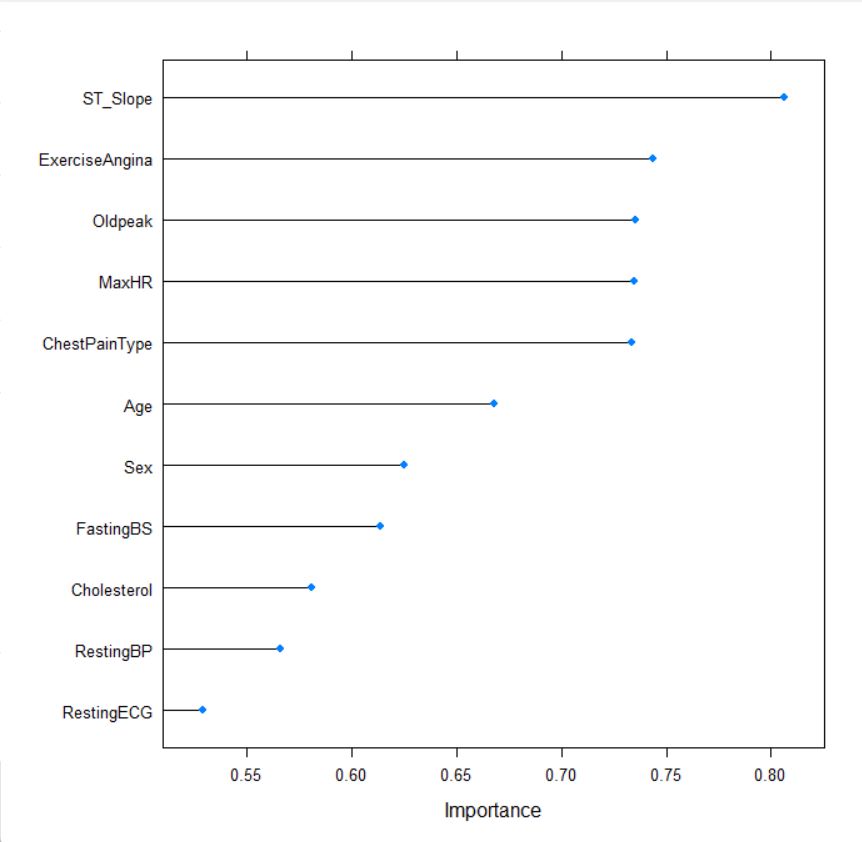 ST_Slope
ExerciseAngina
Oldpeak
MaxHR
ChestPainType
Age
Sex
FastingBS
Cholesterol
RestingBP
RestingECG
0.55 0.60 0.65 0.70 0.75 0.80
Importance